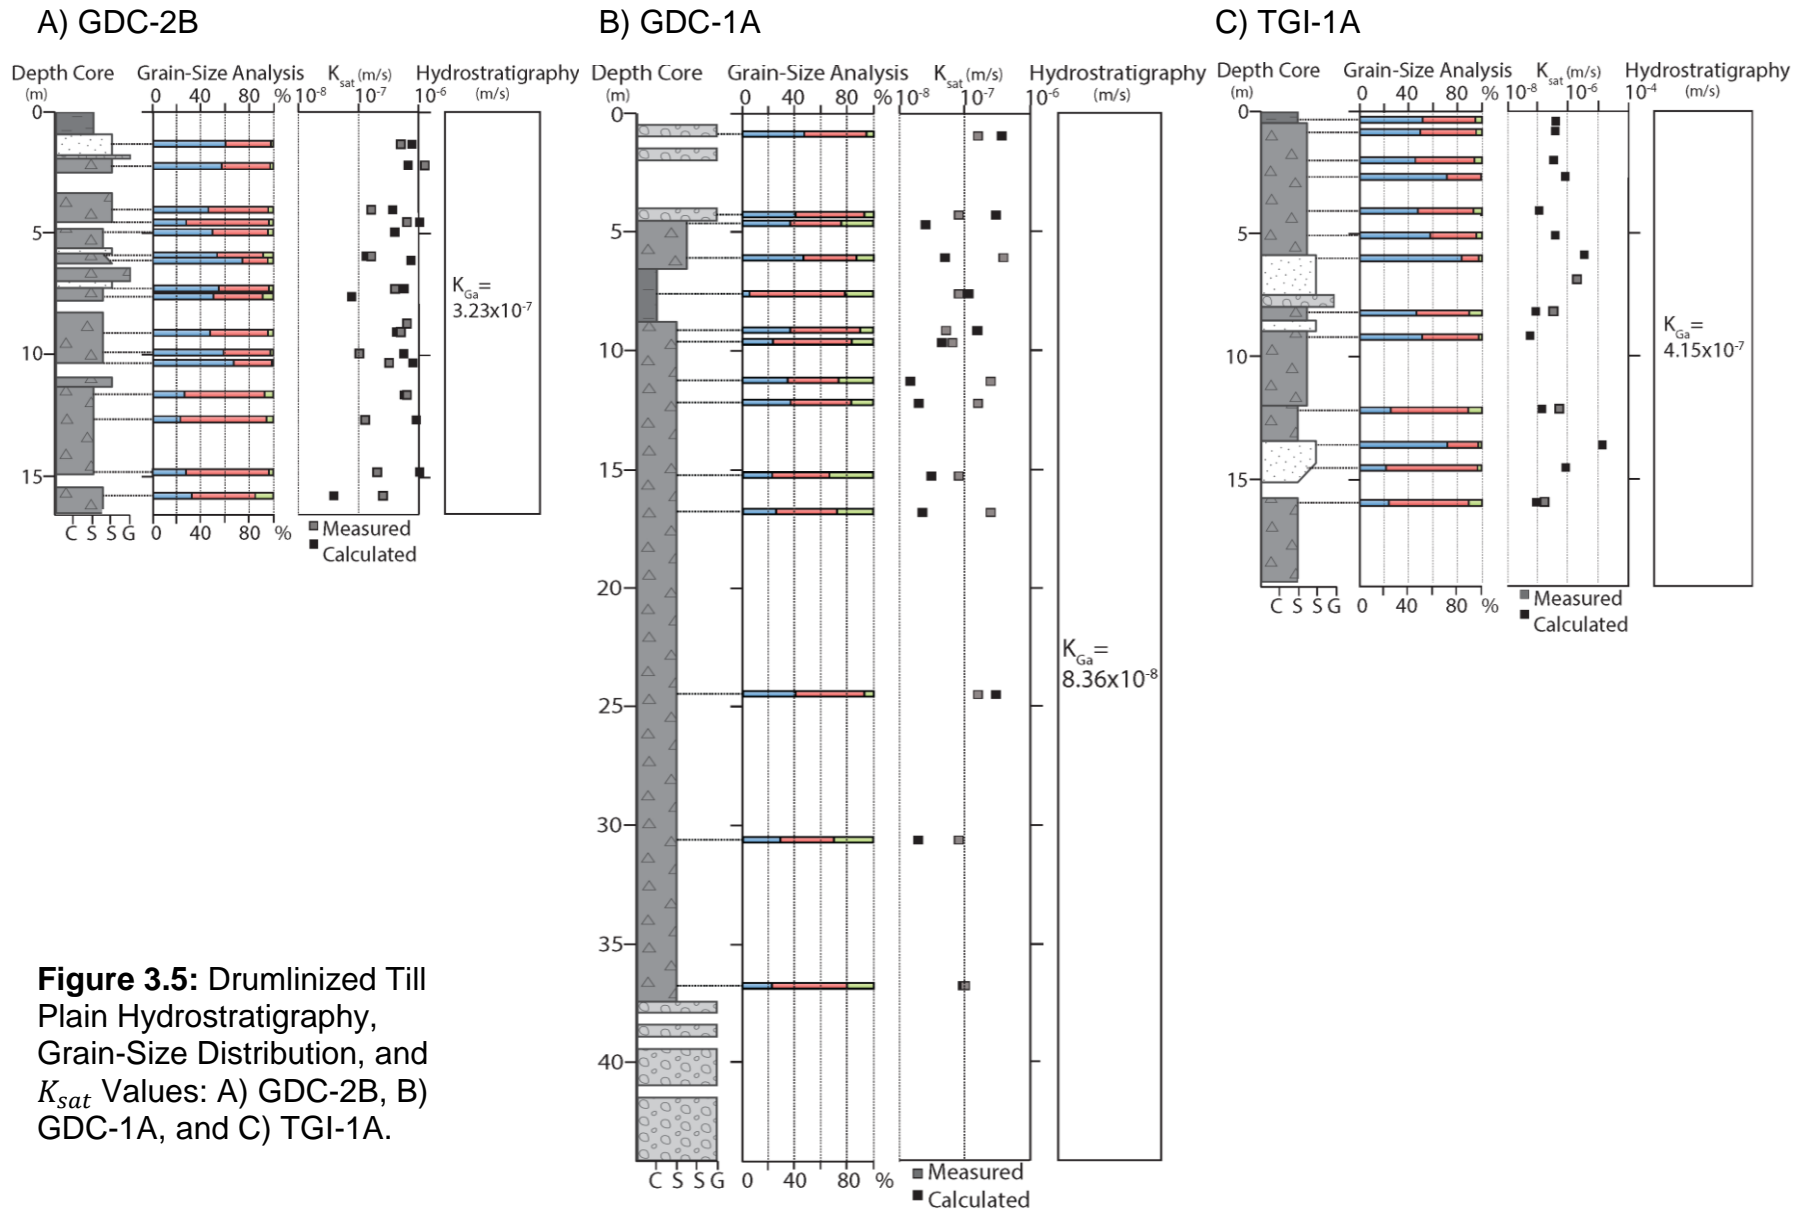 A) GDC-2B
Depth Core Grain-Size Analysis Ksat (m/s) Hydrostratigraphy
(m) 0 40 80 % 10-8 10-7 10-6 (m/s)
0
5
10
15
KGa=
3.23x10-7
C S S G 0 40 80 %
Measured
Calculated
B) GDC-1A
Depth Core Grain-Size Analysis Ksat (m/s) Hydrostratigraphy
(m) 0 40 80 % 10-8 10-7 10-6 (m/s)
0
5
10
15
20
25
30
35
40
KGa=
8.36x10-8
C S S G 0 40 80 %
Measured
Calculated
C) TGI-1A
Depth Core Grain-Size Analysis Ksat (m/s) Hydrostratigraphy
(m) 0 40 80 % 10-8 10-6 10-4 (m/s)
0
5
10
15
KGa=
4.15x10-7
C S S G 0 40 80 %
Measured
Calculated
Figure 3.5: Drumlinized Till
Plain Hydrostratigraphy,
Grain-Size Distribution, and
Ksat Values: A) GDC-2B, B)
GDC-1A, and C) TGI-1A.